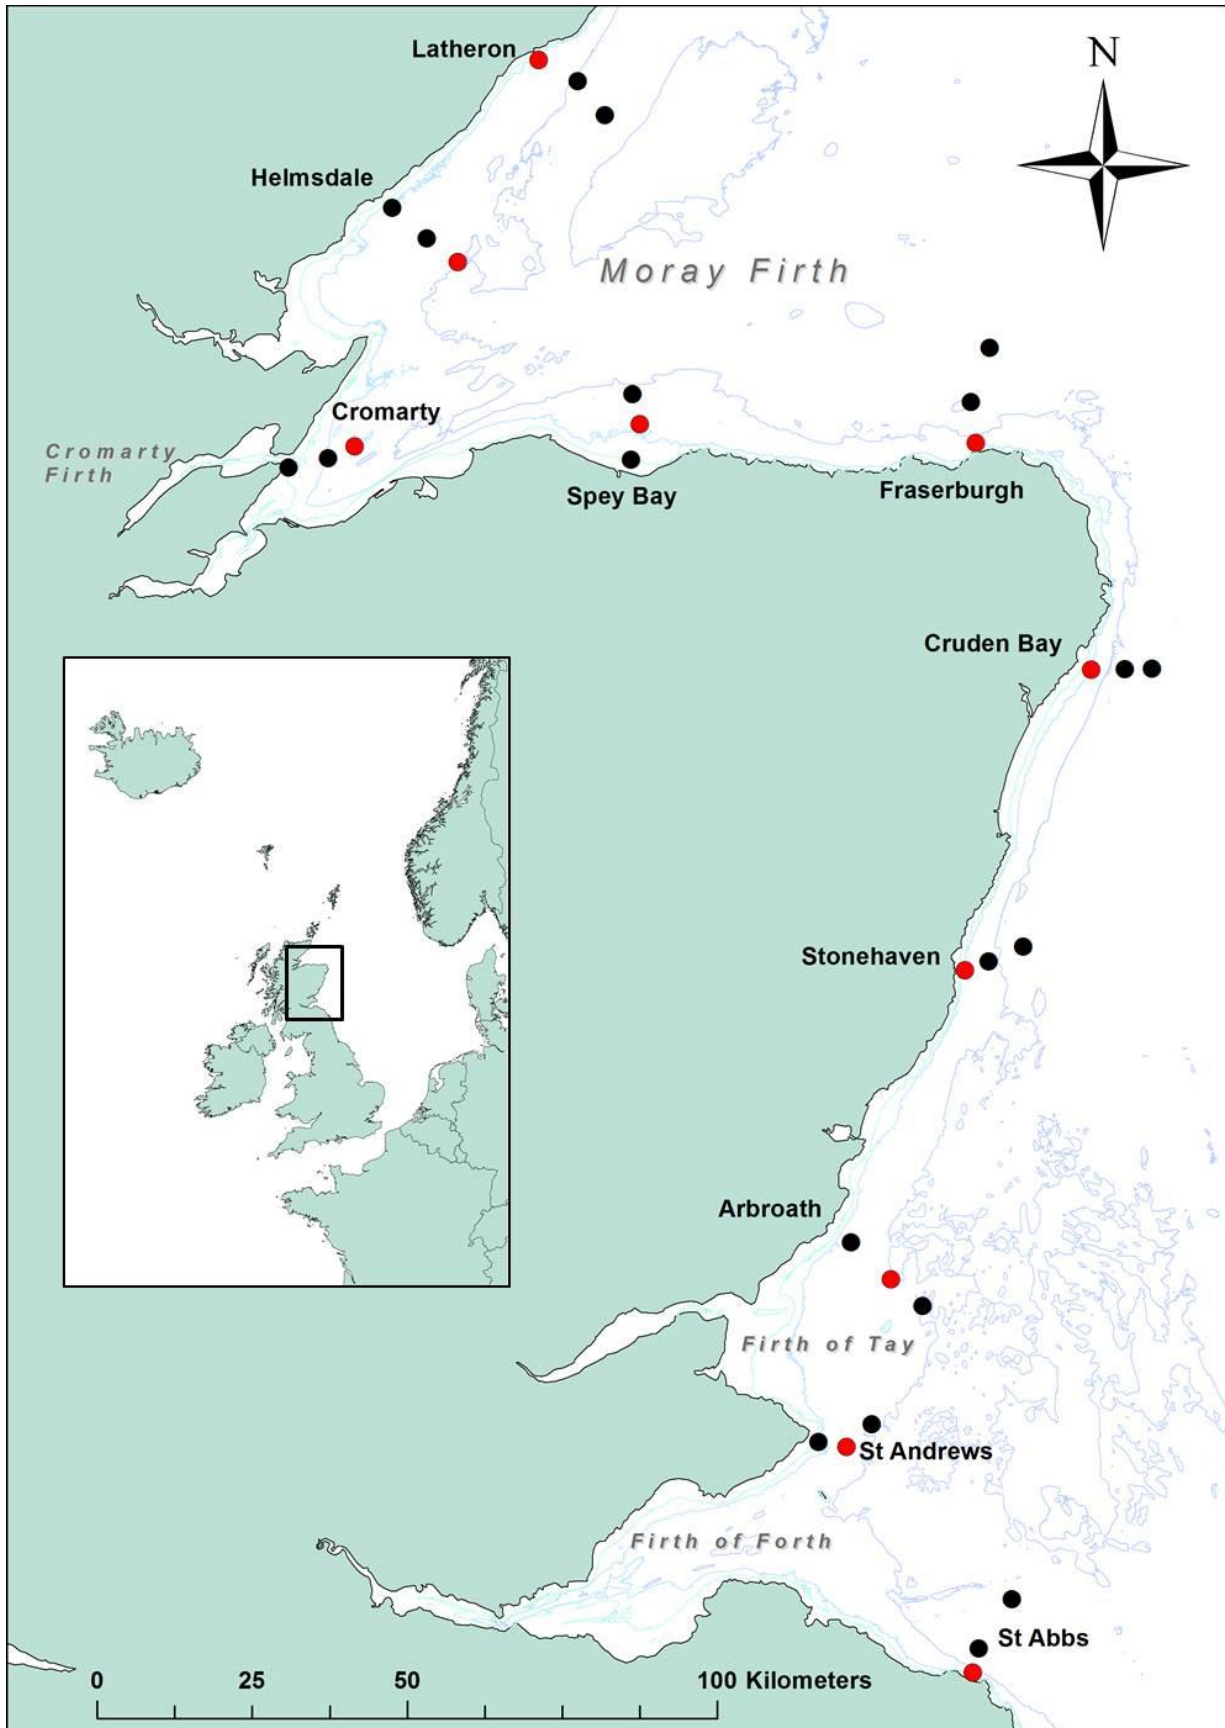 N
Latheron
Helmsdale
Moray Firth
Cromarty
Cromarty
Firth
Spey Bay
Fraserburgh
Cruden Bay
Stonehaven
Arbroath
Firth of Tay
St Andrews
Firth of Forth
St Abbs
0 25 50 100 Kilometers